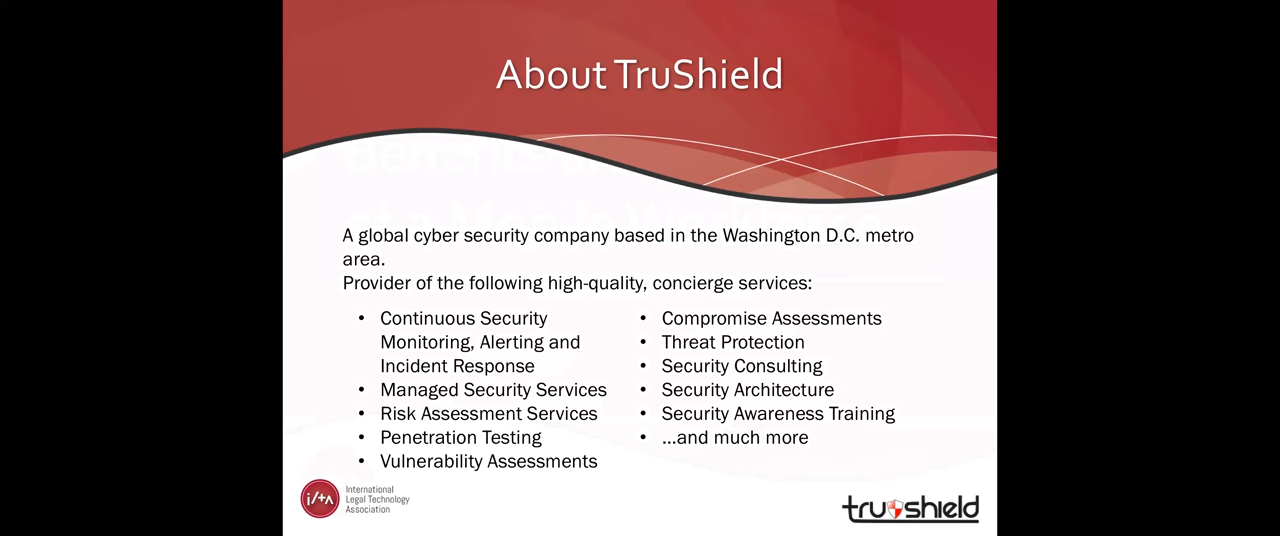 About TruShield
A global cyber security company based in the Washington D.C. metro
area.
Provider of the following high-quality, concierge services:
• Continuous Security
Monitoring, Alerting and
Incident Response
• Managed Security Services
• Risk Assessment Services
• Penetration Testing
• Vulnerability Assessments
• Compromise Assessments
• Threat Protection
• Security Consulting
• Security Architecture
• Security Awareness Training
• ...and much more
i/tA
International
Legal Technology
Association
trushield